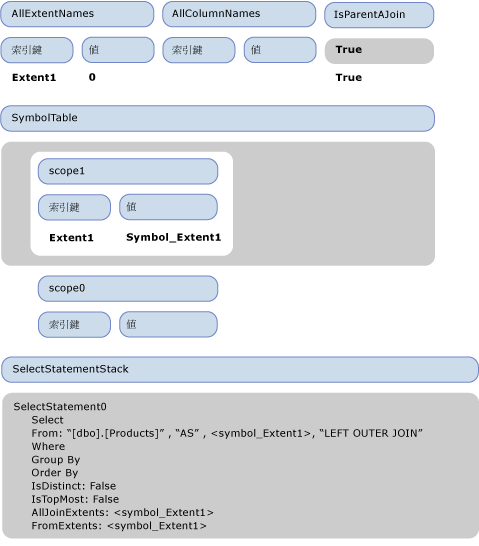 AllExtentNames
AllColumnNames
IsParentAJoin
索引鍵
值
索引鍵
值
True
Extent1
0
True
SymbolTable
scope1
索引鍵
值
Extent1
Symbol_Extent1
scope0
索引鍵
值
SelectStatementStack
SelectStatement0
Select
From: “[dbo].[Products]” , “AS” , <symbol_Extent1>, “LEFT OUTER JOIN”
Where
Group By
Order By
IsDistinct: False
IsTopMost: False
AllJoinExtents: <symbol_Extent1>
FromExtents: <symbol_Extent1>